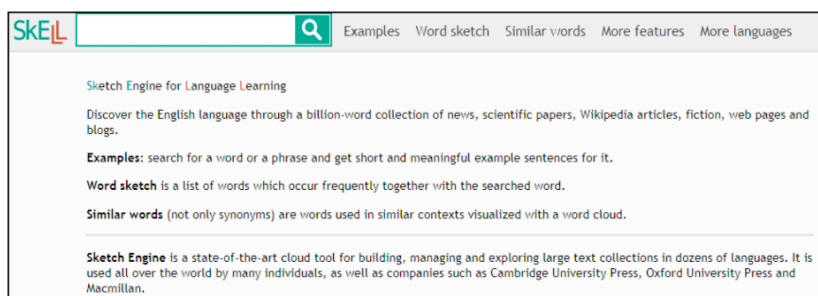 SkELL Examples Word sketch Similar words More features More languages
Sketch Engine for Language Learning
Discover the English language through a billion-word collection of news, scientific papers, Wikipedia articles, fiction, web pages and
blogs.
Examples: search for a word or a phrase and get short and meaningful example sentences for it.
Word sketch is a list of words which occur frequently together with the searched word.
Similar words (not only synonyms) are words used in similar contexts visualized with a word cloud.
Sketch Engine is a state-of-the-art cloud tool for building, managing and exploring large text collections in dozens of languages. It is
used all over the world by many individuals, as well as companies such as Cambridge University Press, Oxford University Press and
Macmillan.